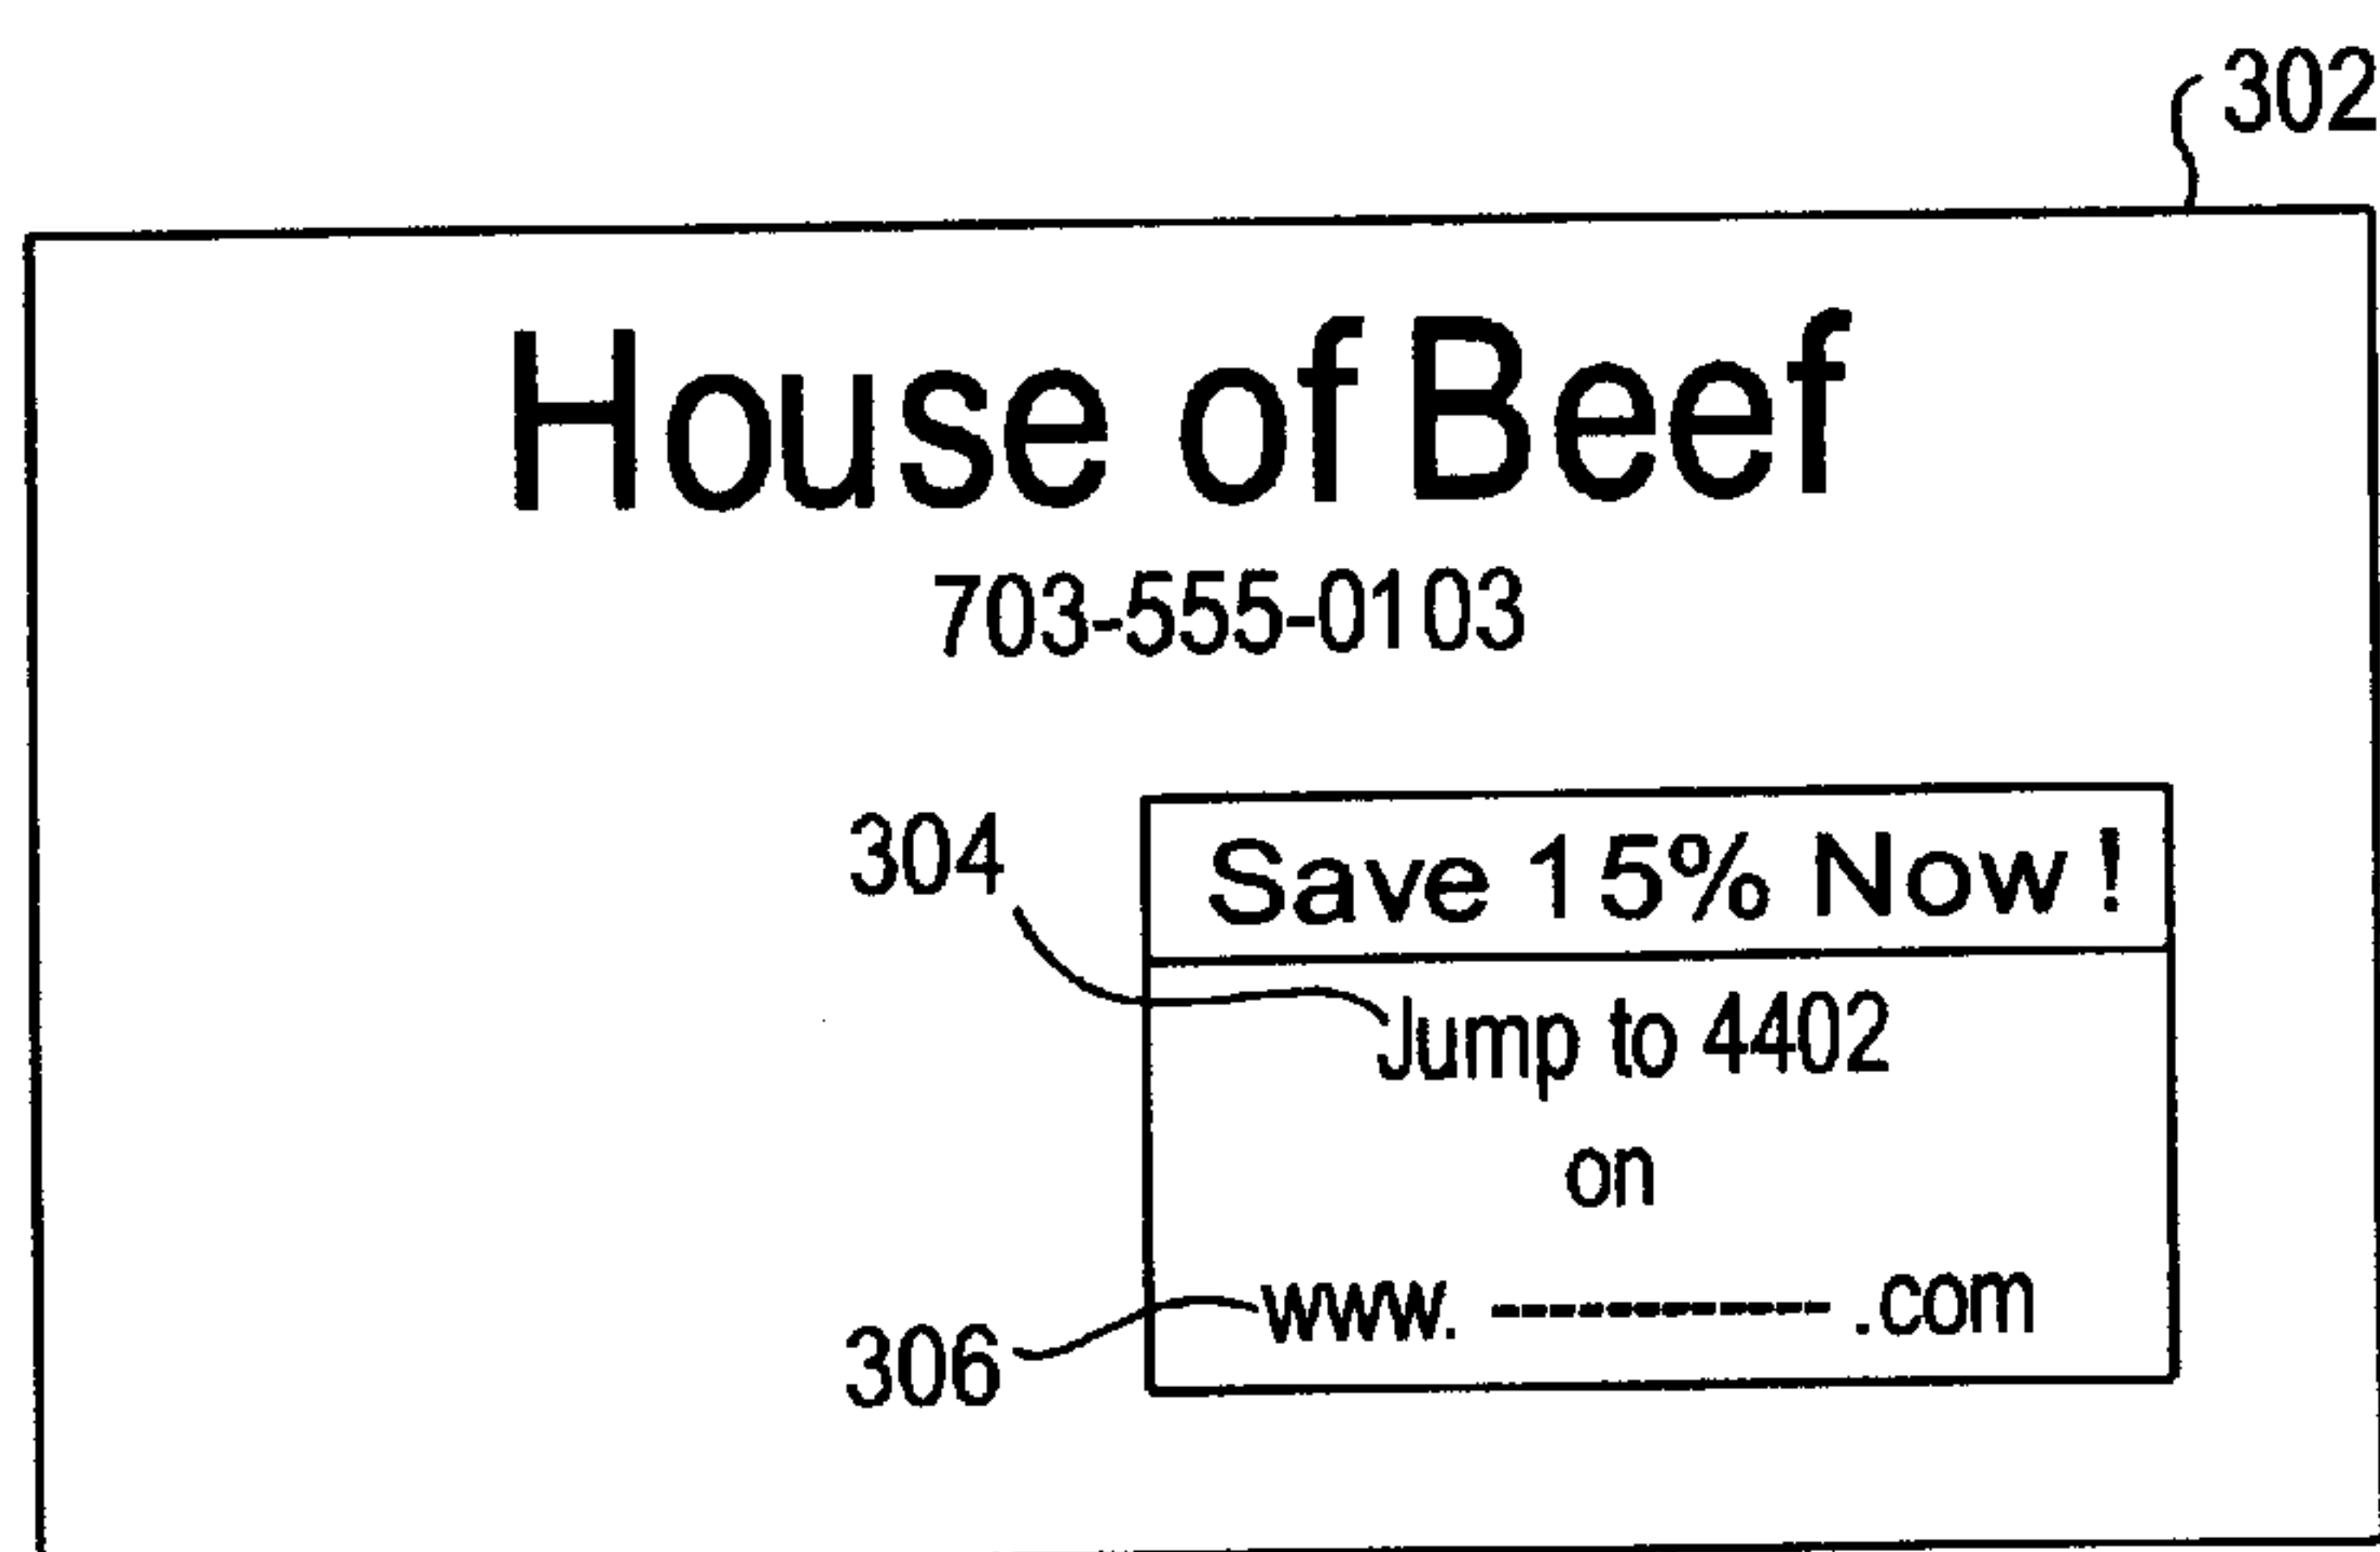 302
House of Beef
703-555-0103
304
Save 15% Now!
Jump to 4402
on
306
www. ------------ .com